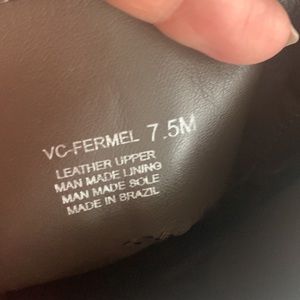 VC-FERMEL 7.5M
LEATHER UPPER
MAN MADE LINING
MAN MADE SOLE
MADE IN BRAZIL